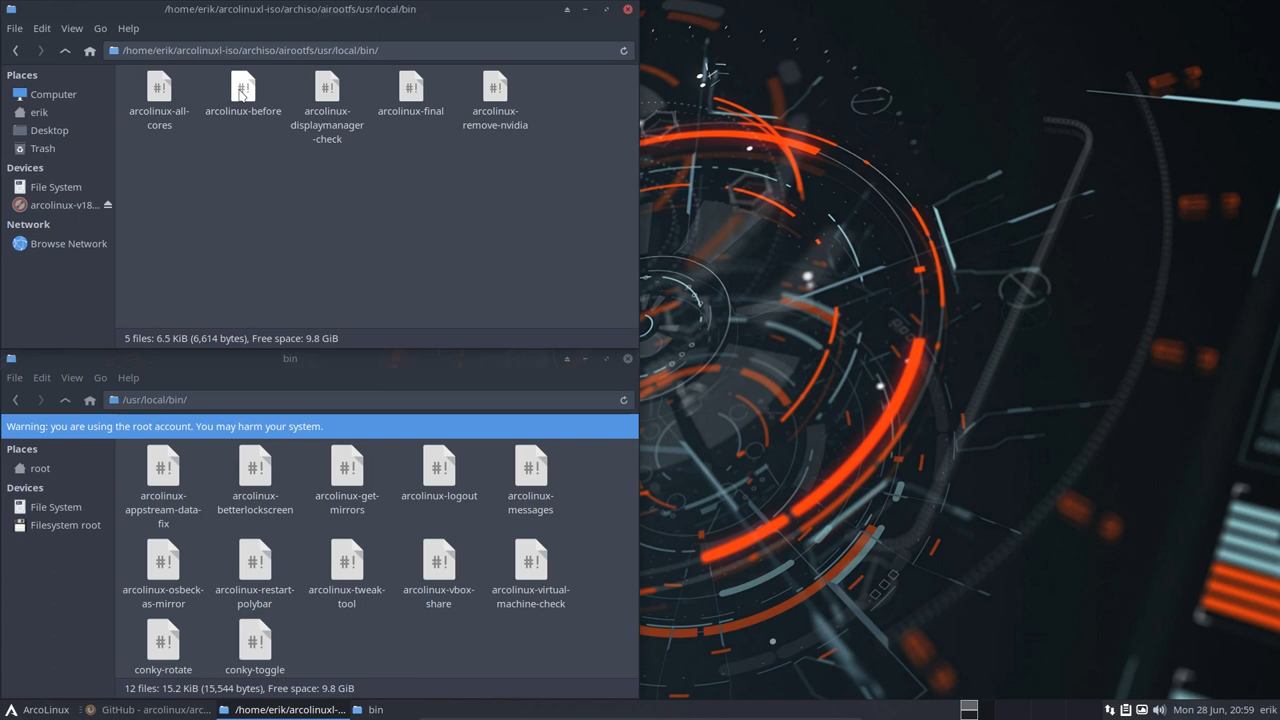 /home/erik/arcolinuxl-iso/archiso/airootfs/usr/local/bin
File Edit View Go Help
/home/erik/arcolinuxl-iso/archiso/airootfs/usr/local/bin/
Places
Computer
erik
Desktop
Trash
Devices
File System
arcolinux-v18...
Network
Browse Network
#! #! #! #! #!
arcolinux-all-
cores
arcolinux-before
arcolinux-
displaymanager
-check
arcolinux-final
arcolinux-
remove-nvidia
5 files: 6.5 KiB (6,614 bytes), Free space: 9.8 GiB
bin
File Edit View Go Help
/usr/local/bin/
Warning: you are using the root account. You may harm your system.
Places
root
Devices
File System
Filesystem root
#! #! #! #! #!
arcolinux-
appstream-data-
fix
arcolinux-
betterlockscreen
arcolinux-get-
mirrors
arcolinux-logout
arcolinux-
messages
#! #! #! #! #!
arcolinux-osbeck-
as-mirror
arcolinux-restart-
polybar
arcolinux-tweak-
tool
arcolinux-vbox-
share
arcolinux-virtual-
machine-check
#! #!
conky-rotate
conky-toggle
12 files: 15.2 KiB (15,544 bytes), Free space: 9.8 GiB
ArcoLinux GitHub - arcolinux/arc... /home/erik/arcolinuxl-... bin Mon 28 Jun, 20:59 erik